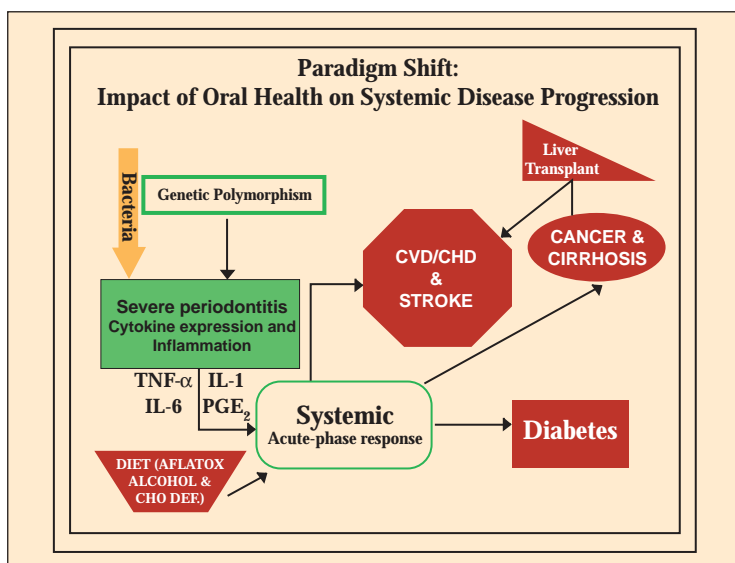 Paradigm Shift:
Impact of Oral Health on Systemic Disease Progression
Bacteria
Genetic Polymorphism
Liver
Transplant
CVD/CHD
&
STROKE
CANCER &
CIRRHOSIS
Severe periodontitis
Cytokine expression and
Inflammation
TNF-α IL-1
IL-6 PGE₂
Systemic
Acute-phase response
Diabetes
DIET (AFLATOX
ALCOHOL &
CHO DEF.)